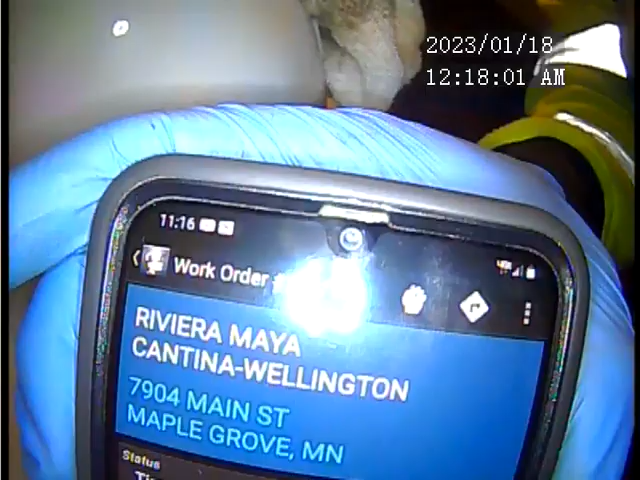 2023/01/18
12:18:01 AM
11:16
Work Order
RIVIERA MAYA
CANTINA-WELLINGTON
7904 MAIN ST
MAPLE GROVE, MN
Status